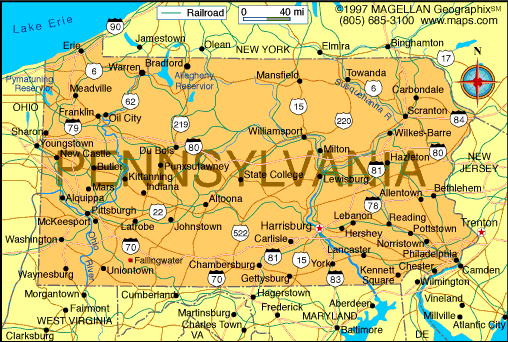 ©1997 MAGELLAN Geographix℠
(805) 685-3100 www.maps.com
Railroad
0 40 mi
Lake Erie
90
Jamestown
Olean
NEW YORK
Elmira
Binghamton
17
N
Erie
Warren
Bradford
Allegheny
Reservior
Mansfield
Towanda
6
6
Pymatuning
Reservior
Meadville
62
Susquehanna R
Carbondale
OHIO
Franklin
Oil City
15
Scranton
84
79
219
220
Sharon
Williamsport
Wilkes-Barre
Youngstown
80
80
New Castle
Du Bois
Milton
Hazleton
NEW
JERSEY
PENNSYLVANIA
Butler
Punxsutawney
81
Kittanning
State College
Lewisburg
Mars
Indiana
Allentown
Bethlehem
Aliquippa
Altoona
78
Pittsburgh
22
Lebanon
Reading
McKeesport
Latrobe
Johnstown
522
Harrisburg
Hershey
Pottstown
Trenton
Washington
70
Carlisle
Norristown
Ohio
River
Fallingwater
81
Lancaster
Philadelphia
Waynesburg
Uniontown
Chambersburg
15
York
Kennett
Square
Chester
Camden
70
Gettysburg
83
Wilmington
Morgantown
Cumberland
Hagerstown
Aberdeen
Vineland
Fairmont
Martinsburg
Frederick
MARYLAND
WEST VIRGINIA
Charles Town
Millville
Atlantic City
Clarksburg
VA
Baltimore
DE